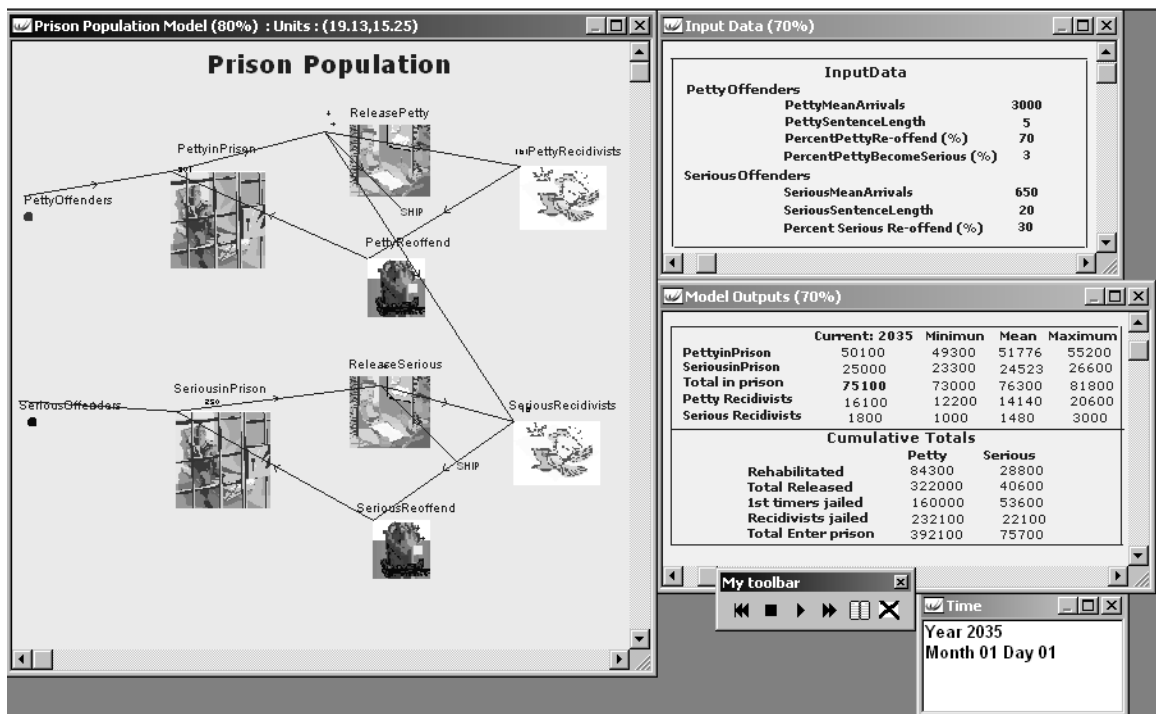 Prison Population Model (80%) : Units : (19.13,15.25)
Prison Population
ReleasePetty
PettyinPrison
501
PettyRecidivists
PettyOffenders
SHIP
PettyReoffend
ReleaseSerious
SeriousinPrison
250
SeriousOffenders
SeriousRecidivists
18
SHIP
SeriousReoffend
Input Data (70%)
InputData
PettyOffenders
PettyMeanArrivals 3000
PettySentenceLength 5
PercentPettyRe-offend (%) 70
PercentPettyBecomeSerious (%) 3
SeriousOffenders
SeriousMeanArrivals 650
SeriousSentenceLength 20
Percent Serious Re-offend (%) 30
Model Outputs (70%)
Current: 2035 Minimun Mean Maximum
PettyinPrison 50100 49300 51776 55200
SeriousinPrison 25000 23300 24523 26600
Total in prison 75100 73000 76300 81800
Petty Recidivists 16100 12200 14140 20600
Serious Recidivists 1800 1000 1480 3000
Cumulative Totals
Petty Serious
Rehabilitated 84300 28800
Total Released 322000 40600
1st timers jailed 160000 53600
Recidivists jailed 232100 22100
Total Enter prison 392100 75700
My toolbar
Time
Year 2035
Month 01 Day 01